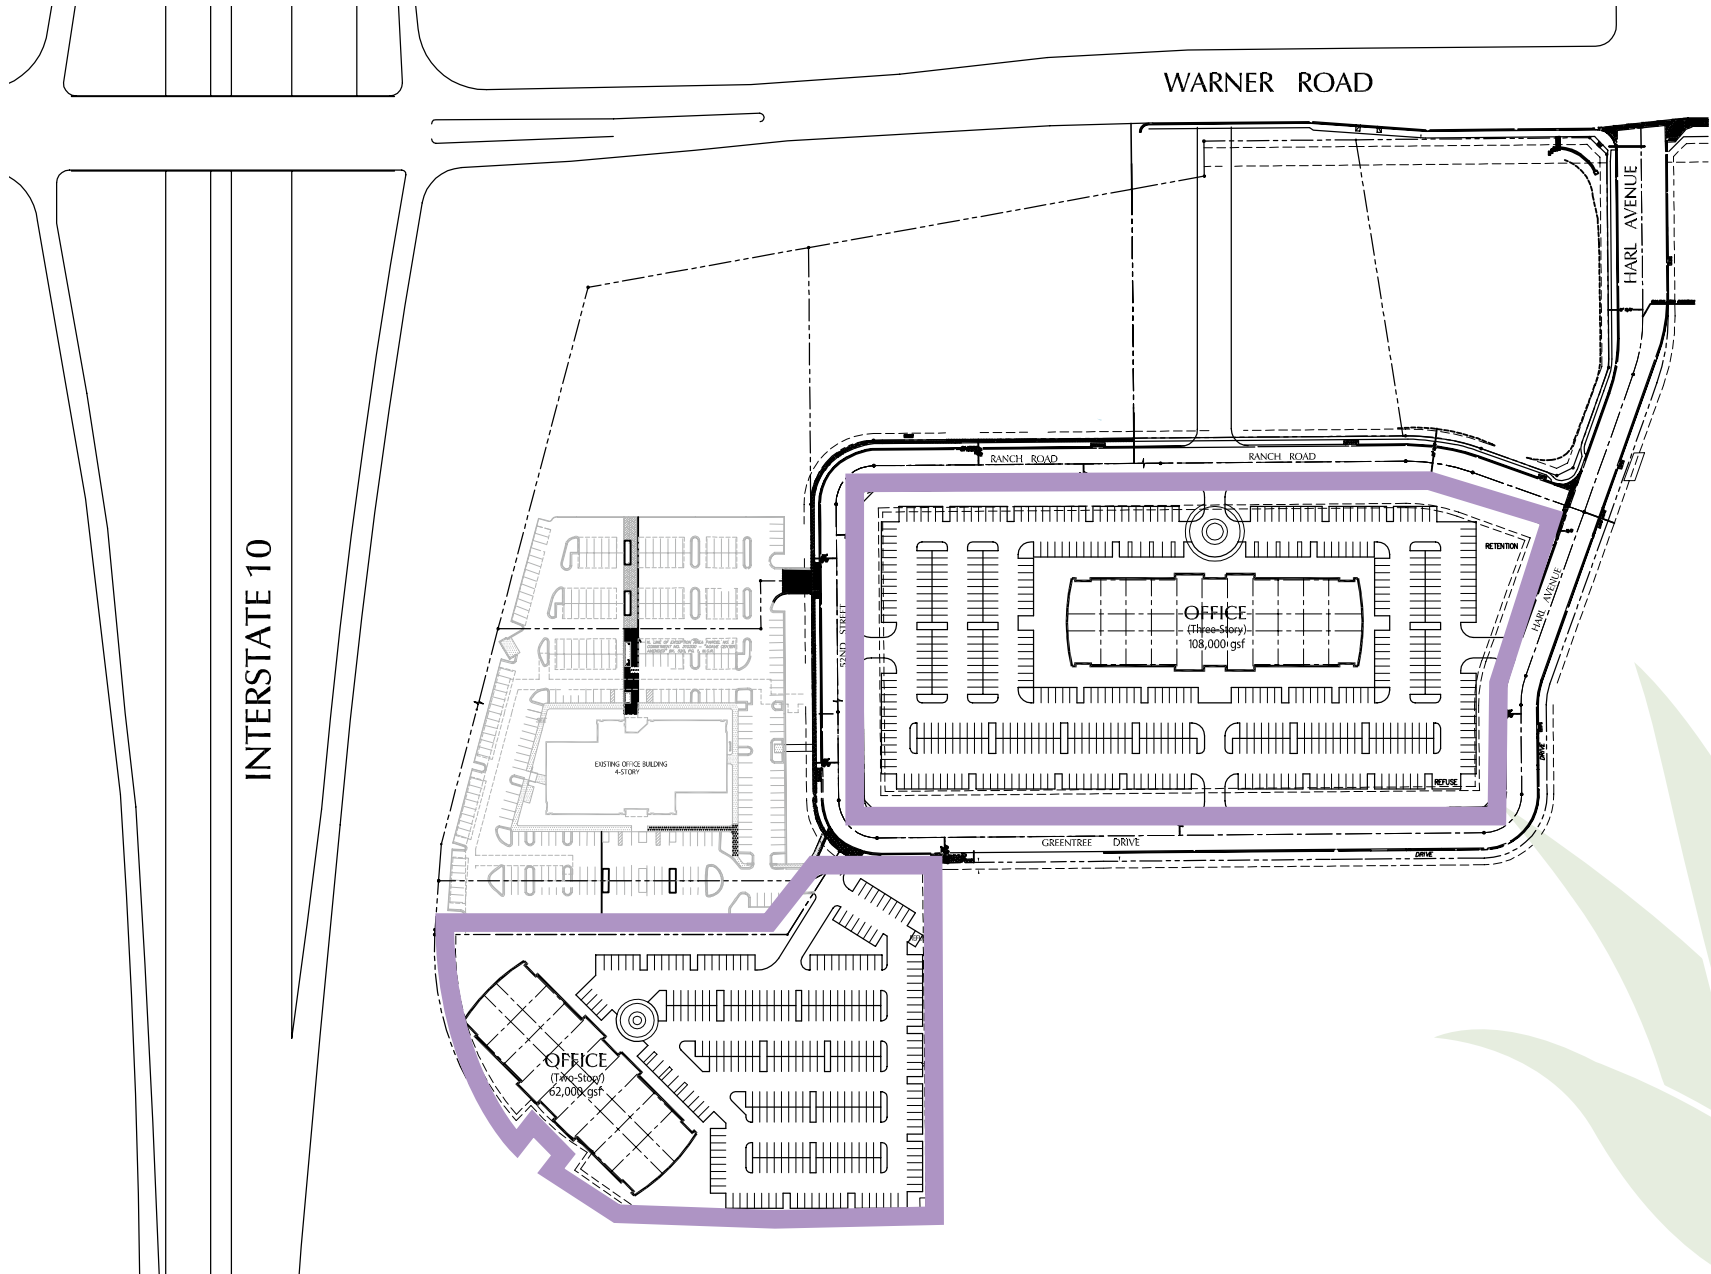 WARNER ROAD
HARL AVENUE
INTERSTATE 10
RANCH ROAD
RANCH ROAD
RETENTION
HARL AVENUE
52ND STREET
OFFICE
(Three-Story)
108,000 gsf
EXISTING OFFICE BUILDING
4-STORY
REFUSE
DRIVE
GREENTREE DRIVE
DRIVE
OFFICE
(Two-Story)
62,000 gsf